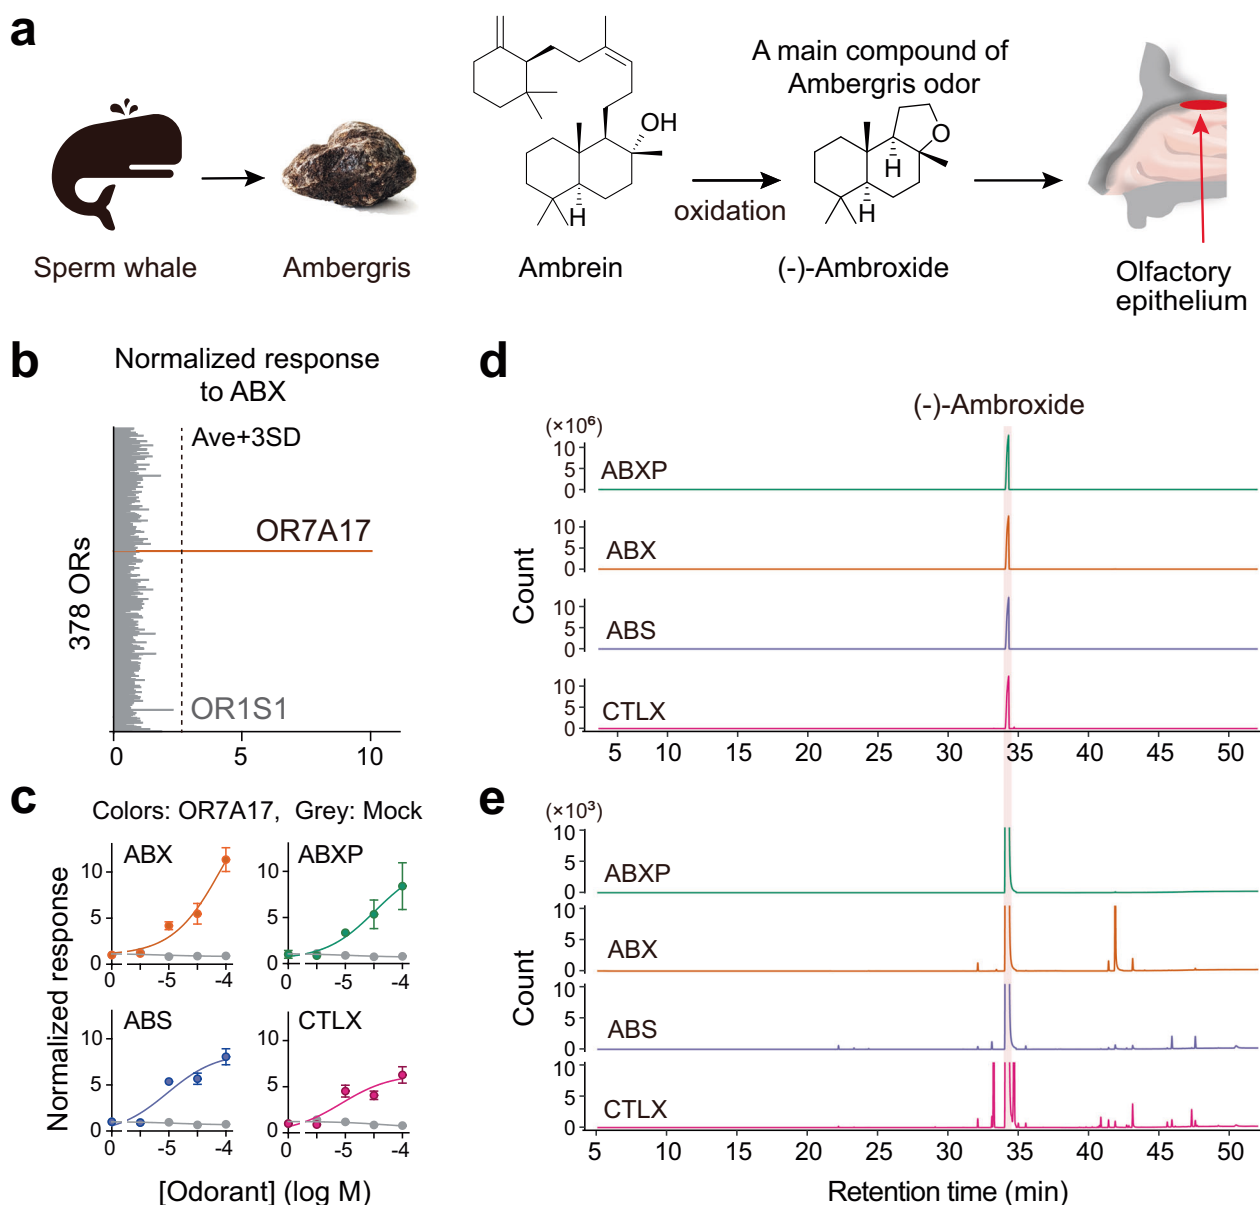 a
A main compound of
Ambergris odor
OH
O
H
H
H
oxidation
Sperm whale
Ambergris
Ambrein
(-)-Ambroxide
Olfactory
epithelium
b
Normalized response
to ABX
Ave+3SD
OR7A17
378 ORs
OR1S1
0
5
10
c
Colors: OR7A17, Grey: Mock
Normalized response
ABX
10
5
0
0
-5
-4
ABXP
10
5
0
0
-5
-4
ABS
10
5
0
0
-5
-4
CTLX
10
5
0
0
-5
-4
[Odorant] (log M)
d
(-)-Ambroxide
(×10⁶)
Count
10
5
0
ABXP
10
5
0
ABX
10
5
0
ABS
10
5
0
CTLX
5
10
15
20
25
30
35
40
45
50
e
(×10³)
Count
10
5
0
ABXP
10
5
0
ABX
10
5
0
ABS
10
5
0
CTLX
5
10
15
20
25
30
35
40
45
50
Retention time (min)